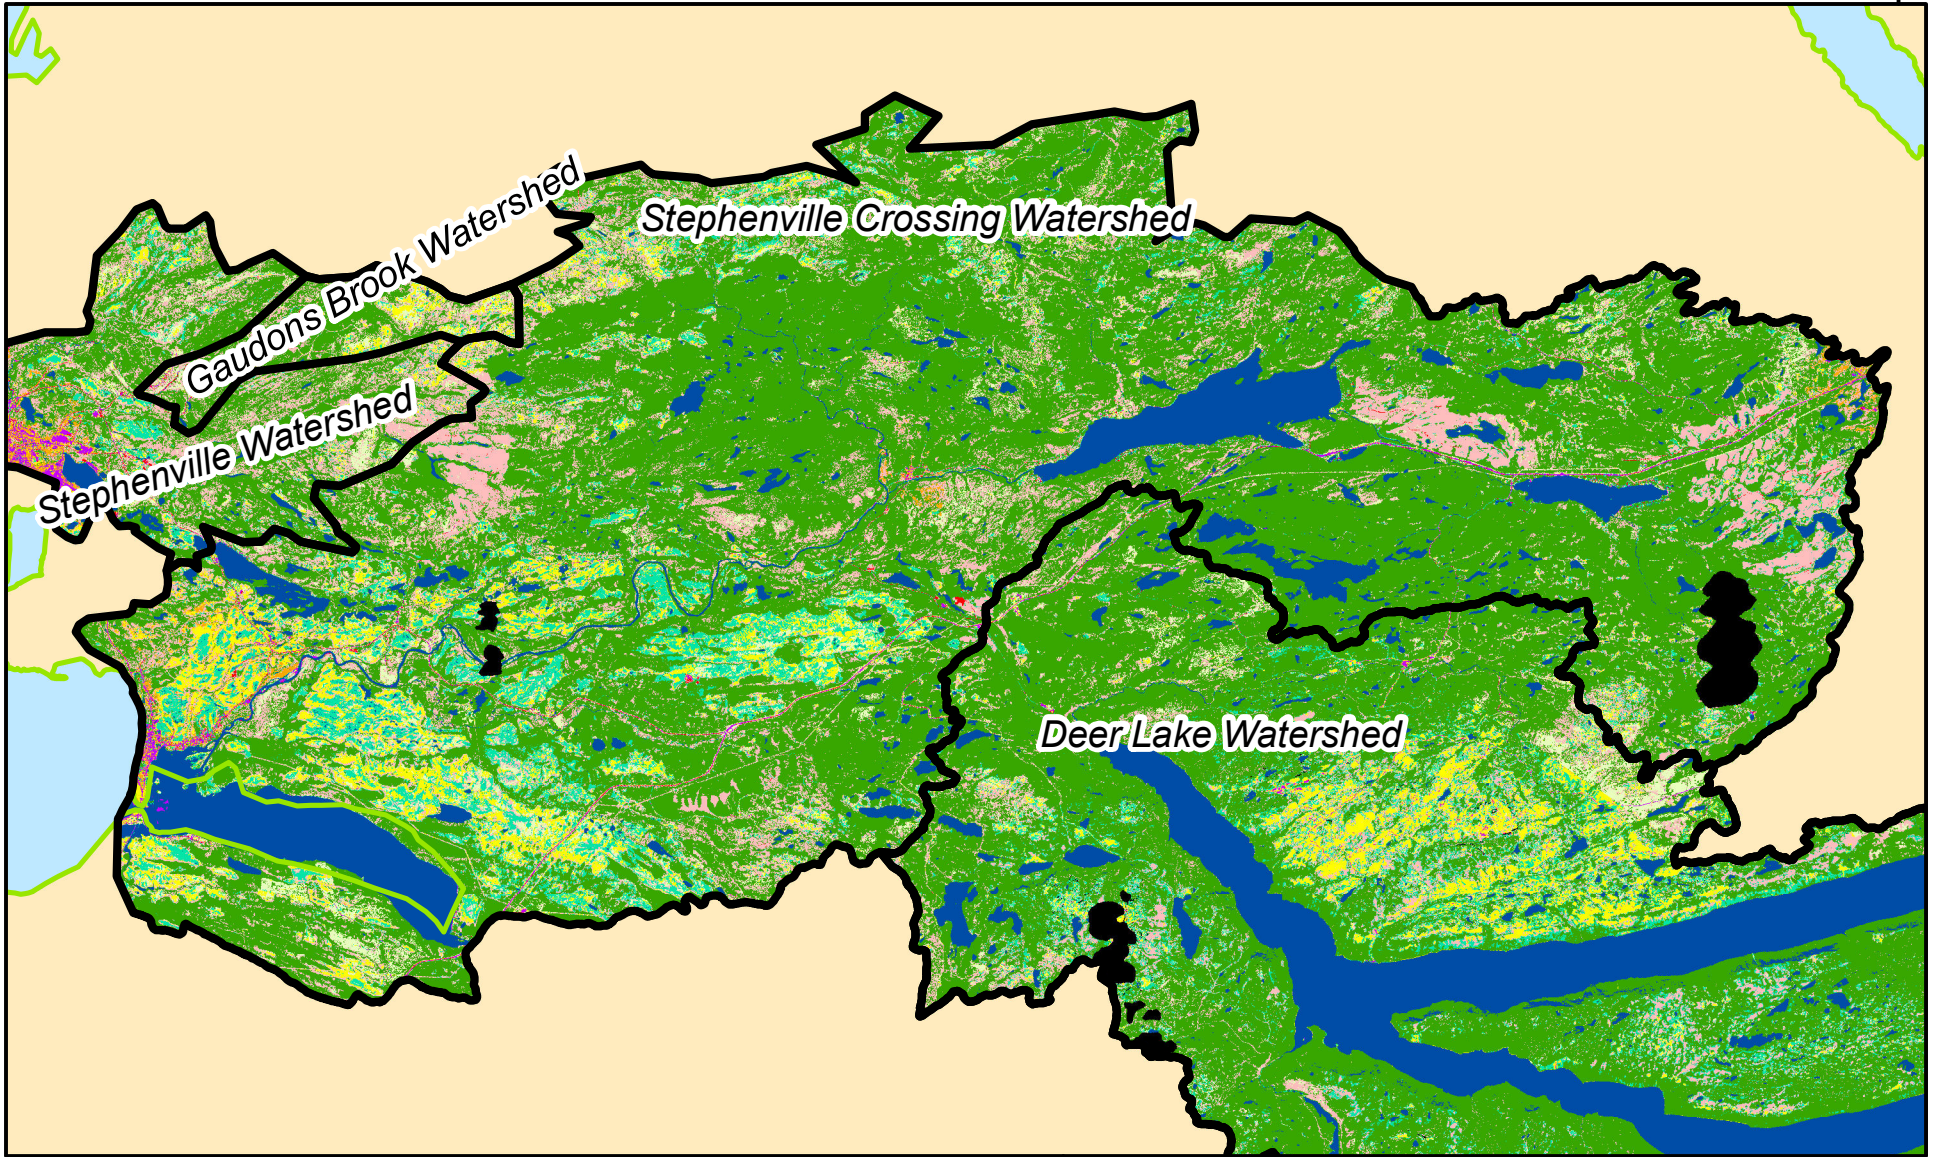 Stephenville Crossing Watershed
Gaudons Brook Watershed
Stephenville Watershed
Deer Lake Watershed